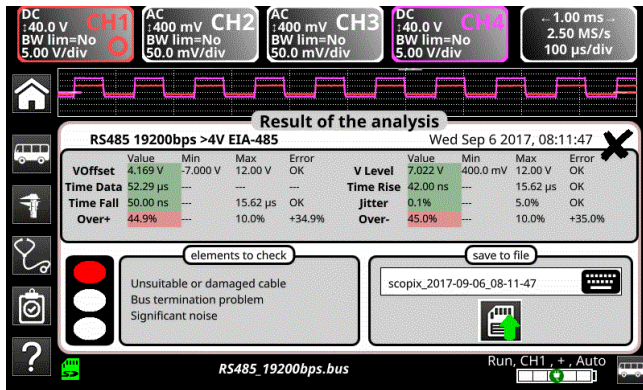 DC
↕40.0 V CH1
BW lim=No
5.00 V/div
AC
↕400 mV CH2
BW lim=No
50.0 mV/div
AC
↕400 mV CH3
BW lim=No
50.0 mV/div
DC
↕40.0 V CH4
BW lim=No
5.00 V/div
←1.00 ms→
2.50 MS/s
100 µs/div
Result of the analysis
RS485 19200bps >4V EIA-485 Wed Sep 6 2017, 08:11:47
Value Min Max Error Value Min Max Error
VOffset 4.169 V -7.000 V 12.00 V OK V Level 7.022 V 400.0 mV 12.00 V OK
Time Data 52.29 µs --- --- --- Time Rise 42.00 ns --- 15.62 µs OK
Time Fall 50.00 ns --- 15.62 µs OK Jitter 0.1% --- 5.0% OK
Over+ 44.9% --- 10.0% +34.9% Over- 45.0% --- 10.0% +35.0%
elements to check
Unsuitable or damaged cable
Bus termination problem
Significant noise
save to file
scopix_2017-09-06_08-11-47
?
RS485_19200bps.bus
Run, CH1 , + , Auto